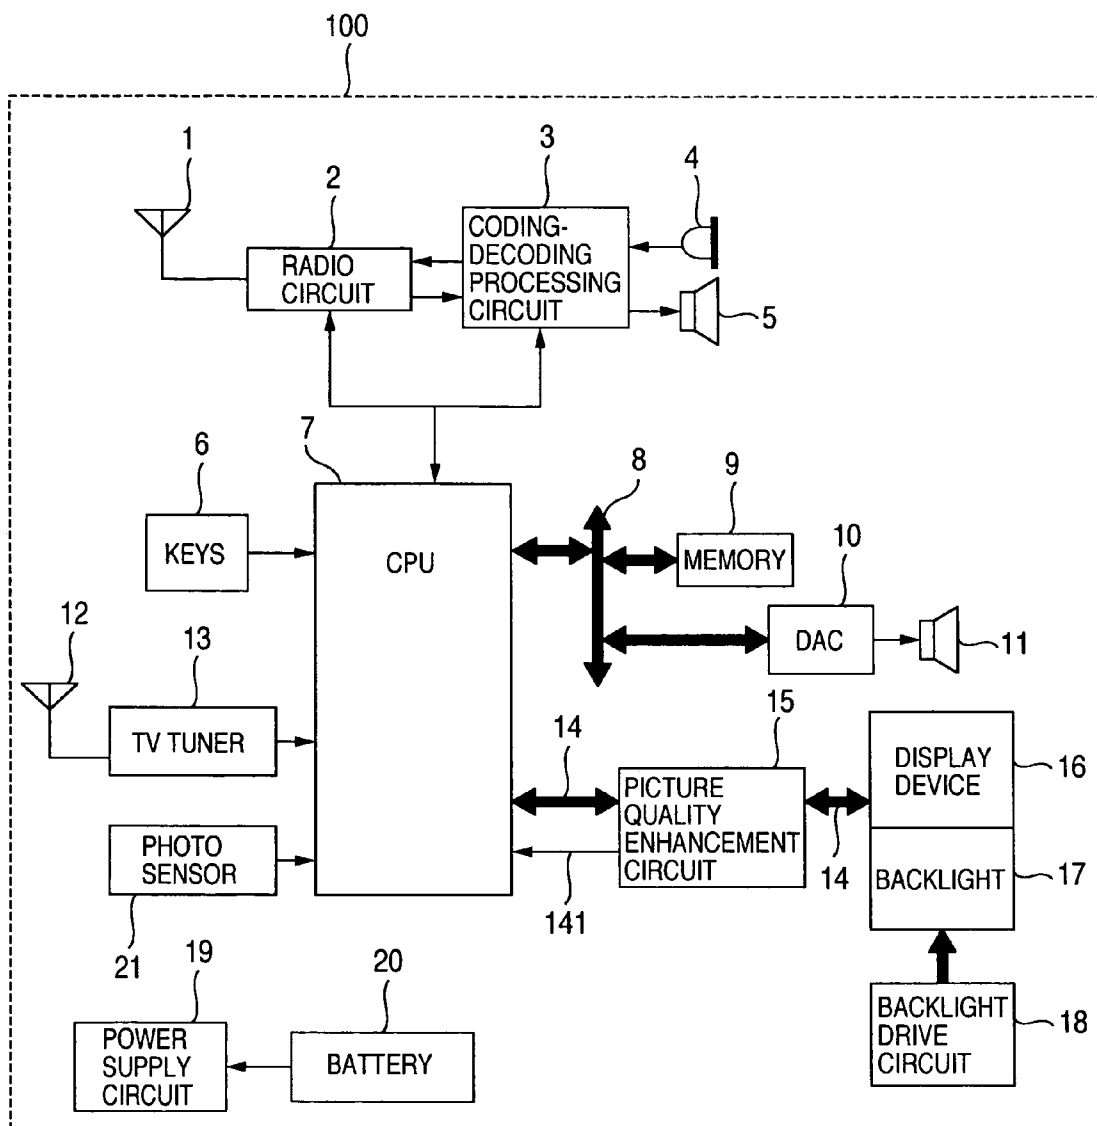 100
1
2
3
4
RADIO
CIRCUIT
CODING-
DECODING
PROCESSING
CIRCUIT
5
6
7
8
9
KEYS
CPU
MEMORY
10
DAC
11
12
13
TV TUNER
14
15
PICTURE
QUALITY
ENHANCEMENT
CIRCUIT
14
DISPLAY
DEVICE
16
BACKLIGHT
17
PHOTO
SENSOR
21
141
19
20
POWER
SUPPLY
CIRCUIT
BATTERY
BACKLIGHT
DRIVE
CIRCUIT
18